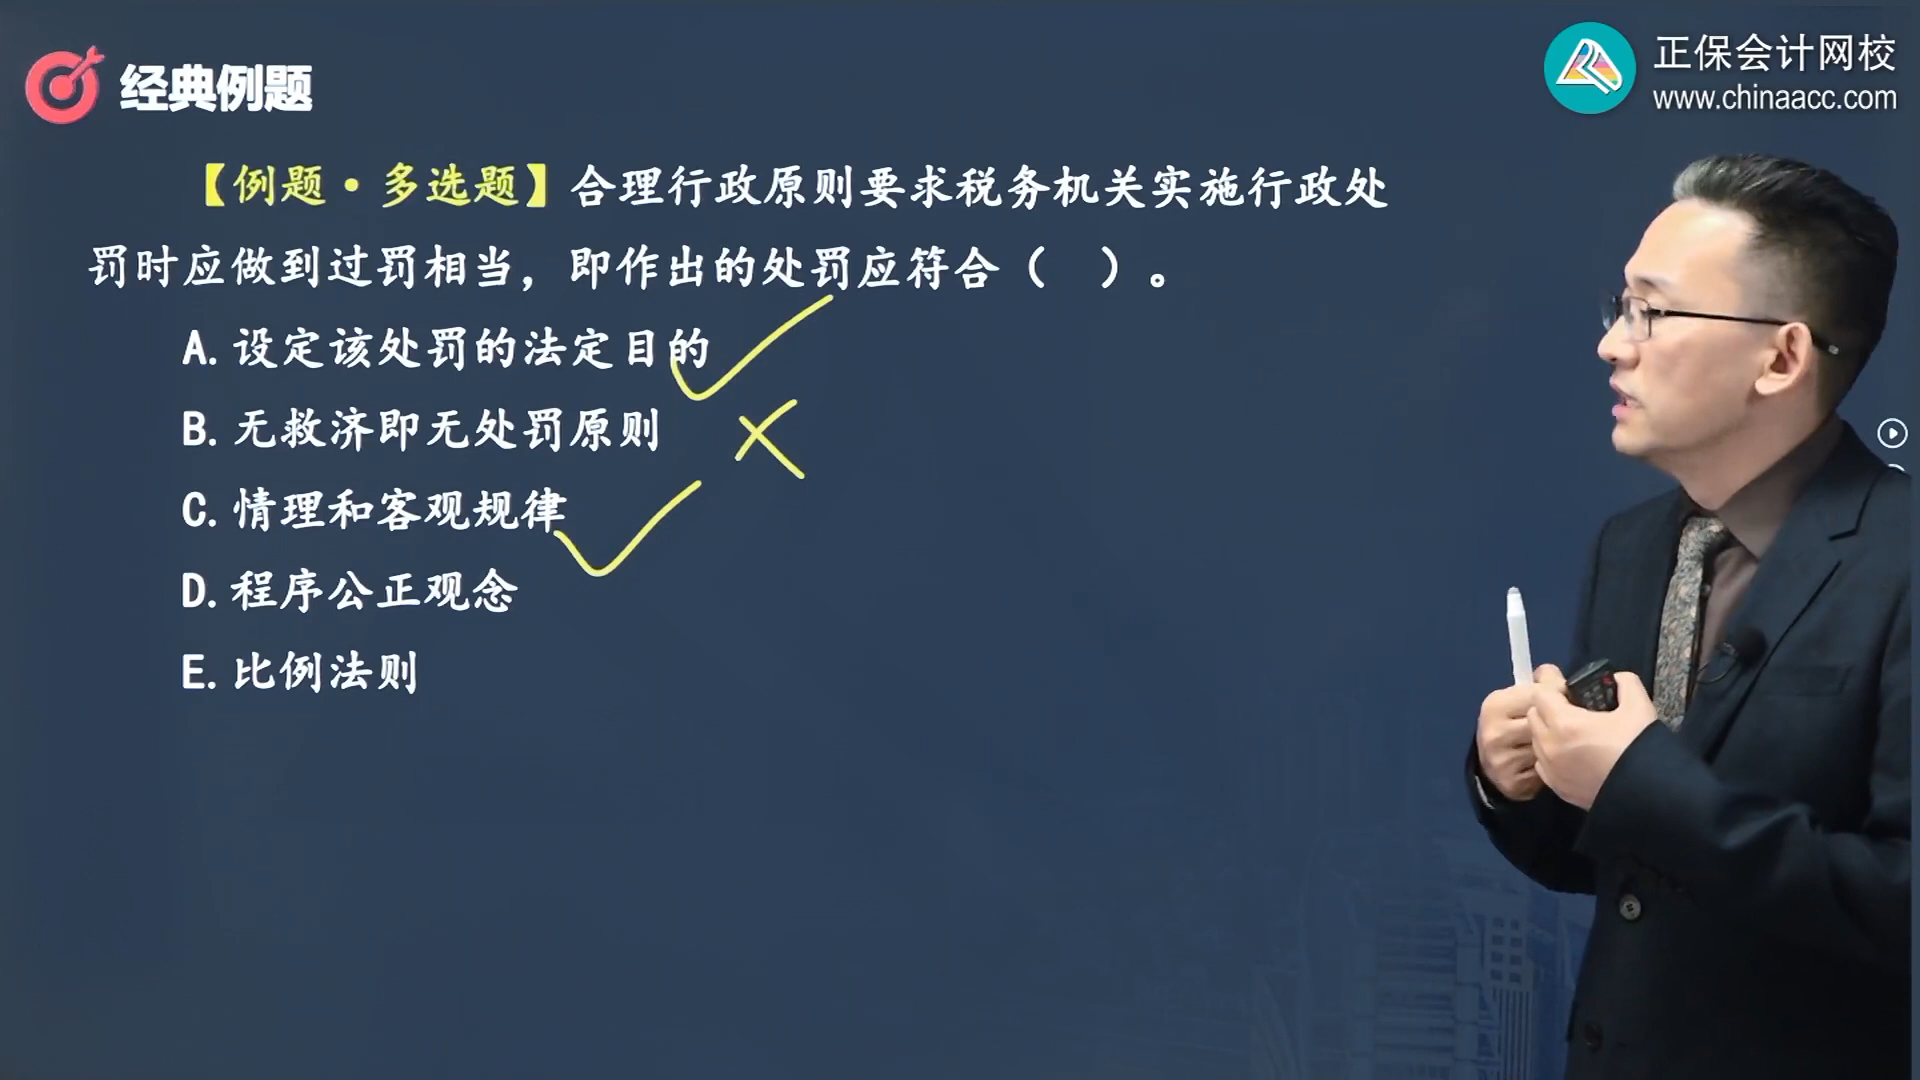 经典例题
正保会计网校
www.chinaacc.com
【例题·多选题】合理行政原则要求税务机关实施行政处
罚时应做到过罚相当，即作出的处罚应符合（ ）。
A. 设定该处罚的法定目的
B. 无救济即无处罚原则
C. 情理和客观规律
D. 程序公正观念
E. 比例法则